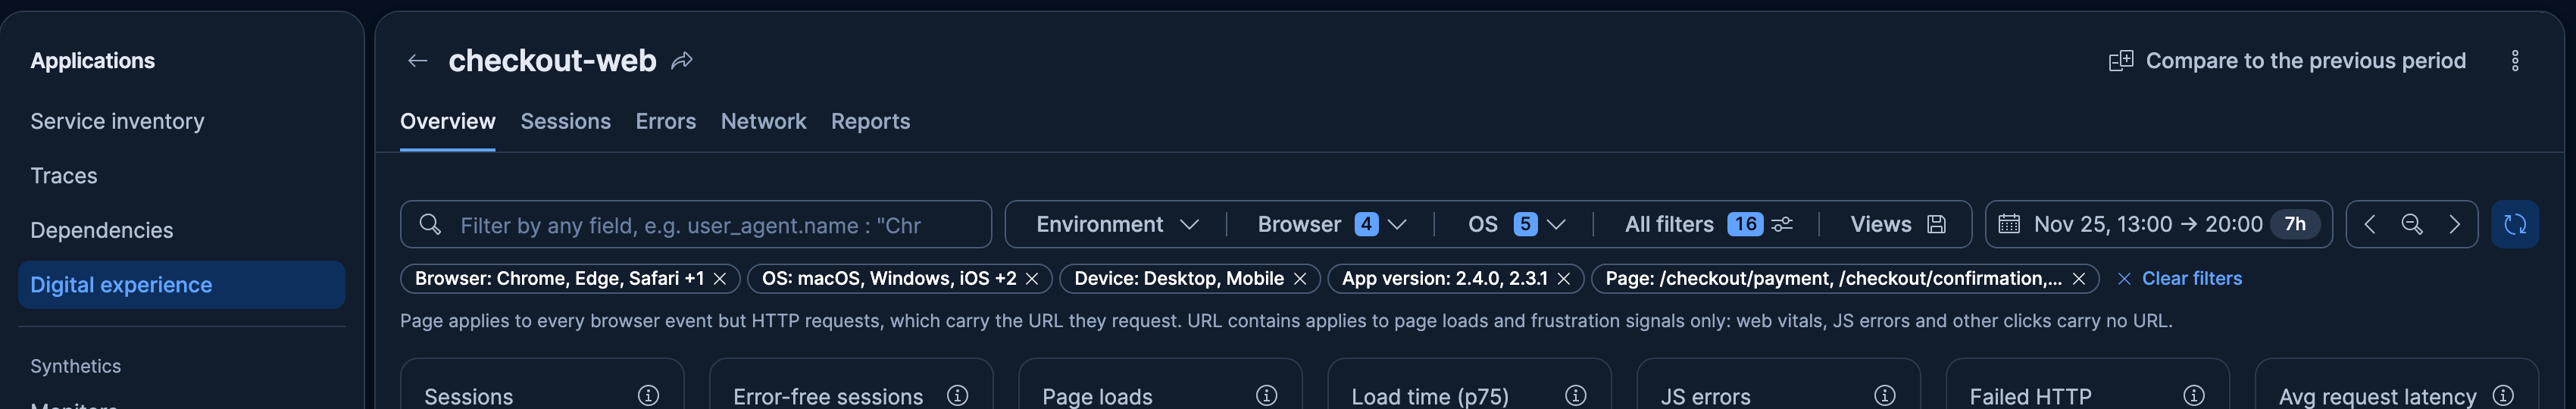 Applications
Service inventory
Traces
Dependencies
Digital experience
Synthetics
Monitors
checkout-web
Compare to the previous period
Overview Sessions Errors Network Reports
Filter by any field, e.g. user_agent.name : "Chr
Environment Browser 4 OS 5 All filters 16 Views
Nov 25, 13:00 → 20:00 7h
Browser: Chrome, Edge, Safari +1 OS: macOS, Windows, iOS +2 Device: Desktop, Mobile App version: 2.4.0, 2.3.1 Page: /checkout/payment, /checkout/confirmation,... Clear filters
Page applies to every browser event but HTTP requests, which carry the URL they request. URL contains applies to page loads and frustration signals only: web vitals, JS errors and other clicks carry no URL.
Sessions Error-free sessions Page loads Load time (p75) JS errors Failed HTTP Avg request latency